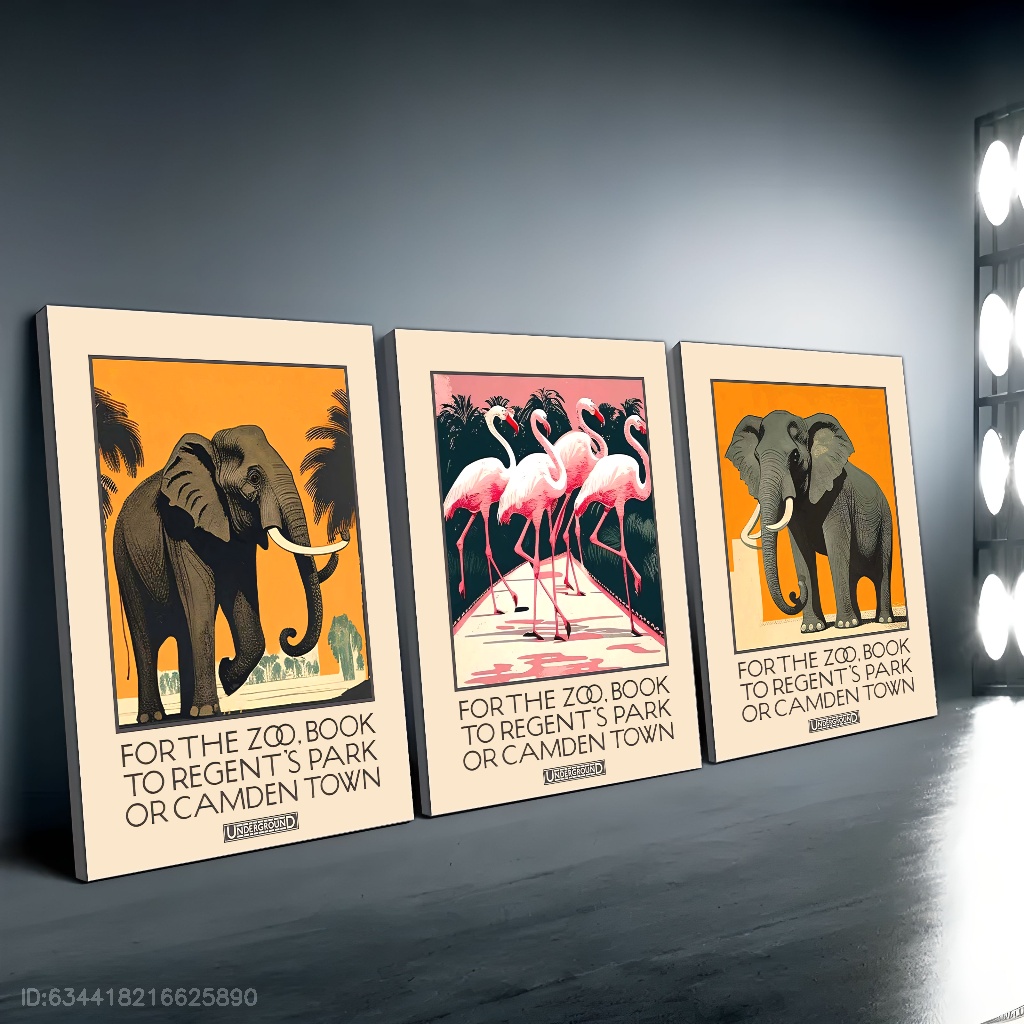 FOR THE ZOO, BOOK
TO REGENT'S PARK
OR CAMDEN TOWN
UNDERGROUND
FOR THE ZOO, BOOK
TO REGENT'S PARK
OR CAMDEN TOWN
UNDERGROUND
FOR THE ZOO, BOOK
TO REGENT'S PARK
OR CAMDEN TOWN
UNDERGROUND
ID:634418216625890